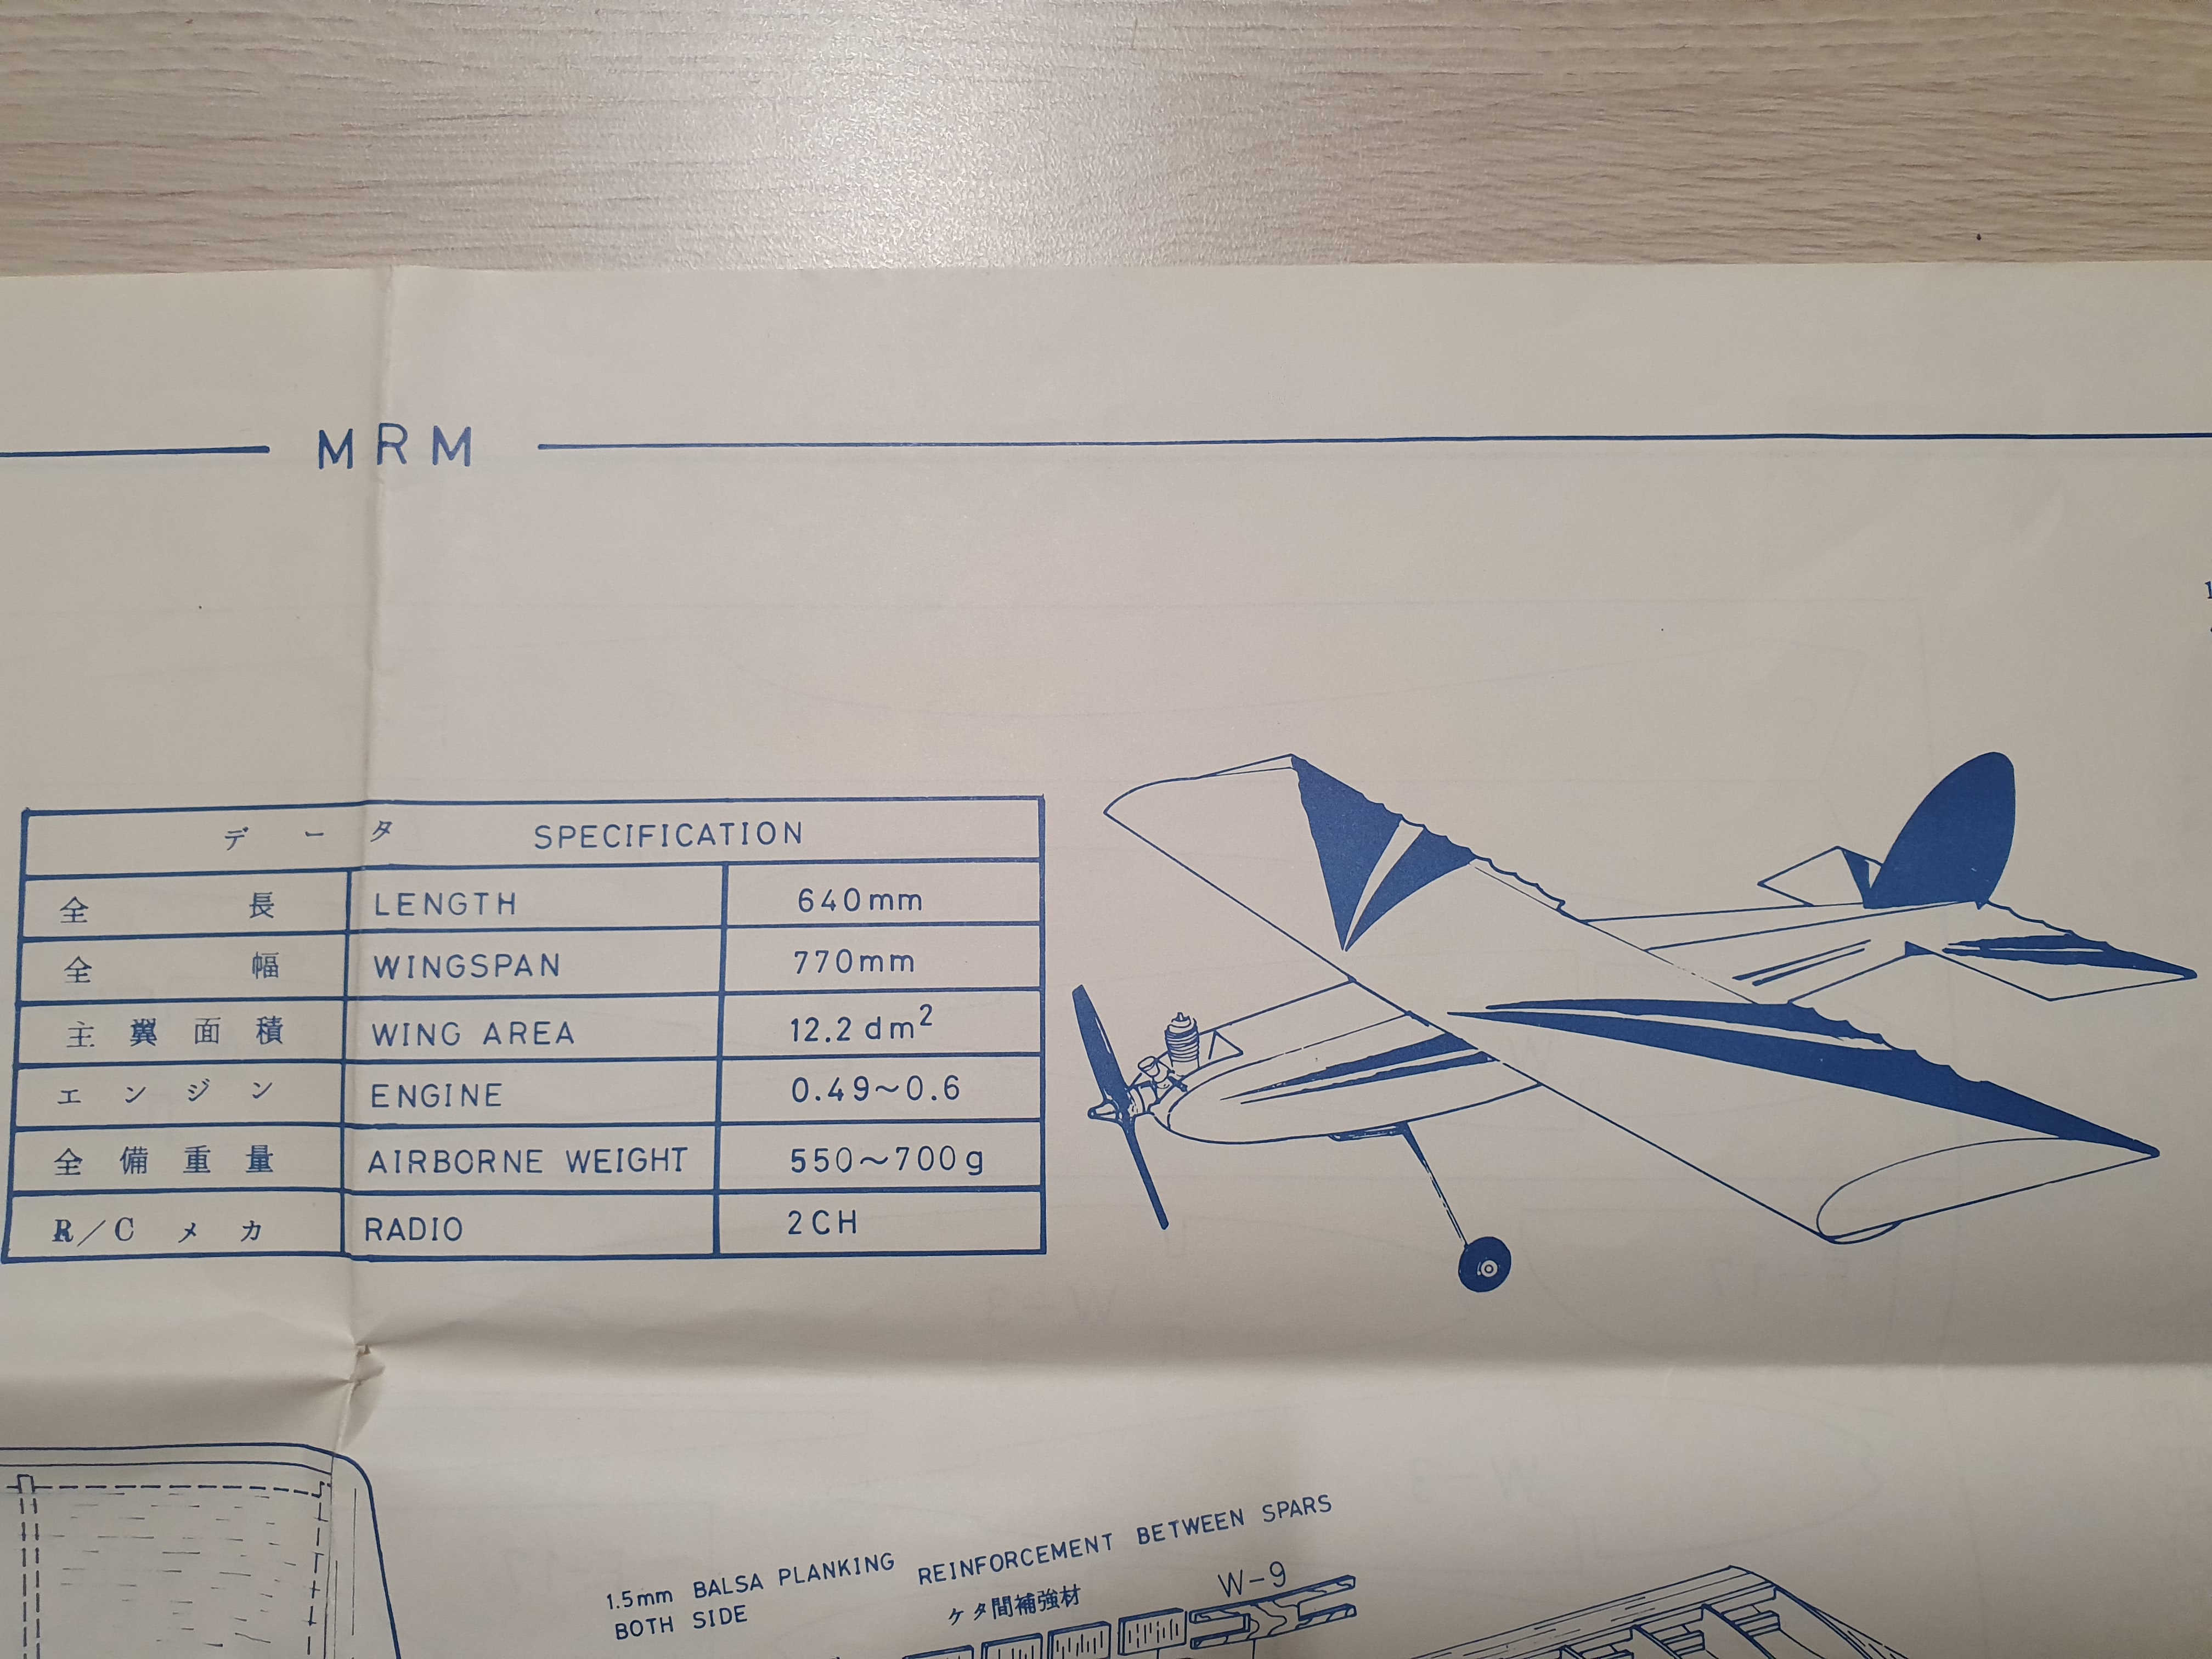 MRM
データ SPECIFICATION
全長 LENGTH 640mm
全幅 WINGSPAN 770mm
主翼面積 WING AREA 12.2 dm²
エンジン ENGINE 0.49~0.6
全備重量 AIRBORNE WEIGHT 550~700g
R/Cメカ RADIO 2CH
1.5mm BALSA PLANKING
BOTH SIDE
REINFORCEMENT BETWEEN SPARS
ケタ間補強材
W-9